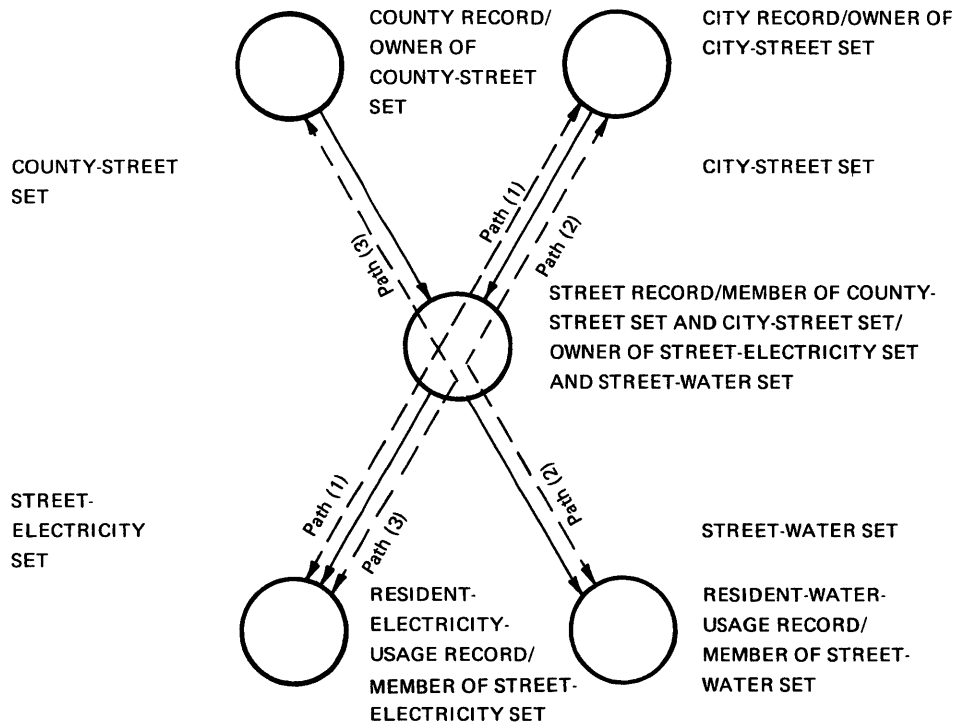 COUNTY RECORD/
OWNER OF
COUNTY-STREET
SET
CITY RECORD/OWNER OF
CITY-STREET SET
COUNTY-STREET
SET
CITY-STREET SET
Path (1)
Path (2)
Path (3)
STREET RECORD/MEMBER OF COUNTY-
STREET SET AND CITY-STREET SET/
OWNER OF STREET-ELECTRICITY SET
AND STREET-WATER SET
STREET-
ELECTRICITY
SET
Path (1)
Path (3)
Path (2)
STREET-WATER SET
RESIDENT-
ELECTRICITY-
USAGE RECORD/
MEMBER OF STREET-
ELECTRICITY SET
RESIDENT-WATER-
USAGE RECORD/
MEMBER OF STREET-
WATER SET